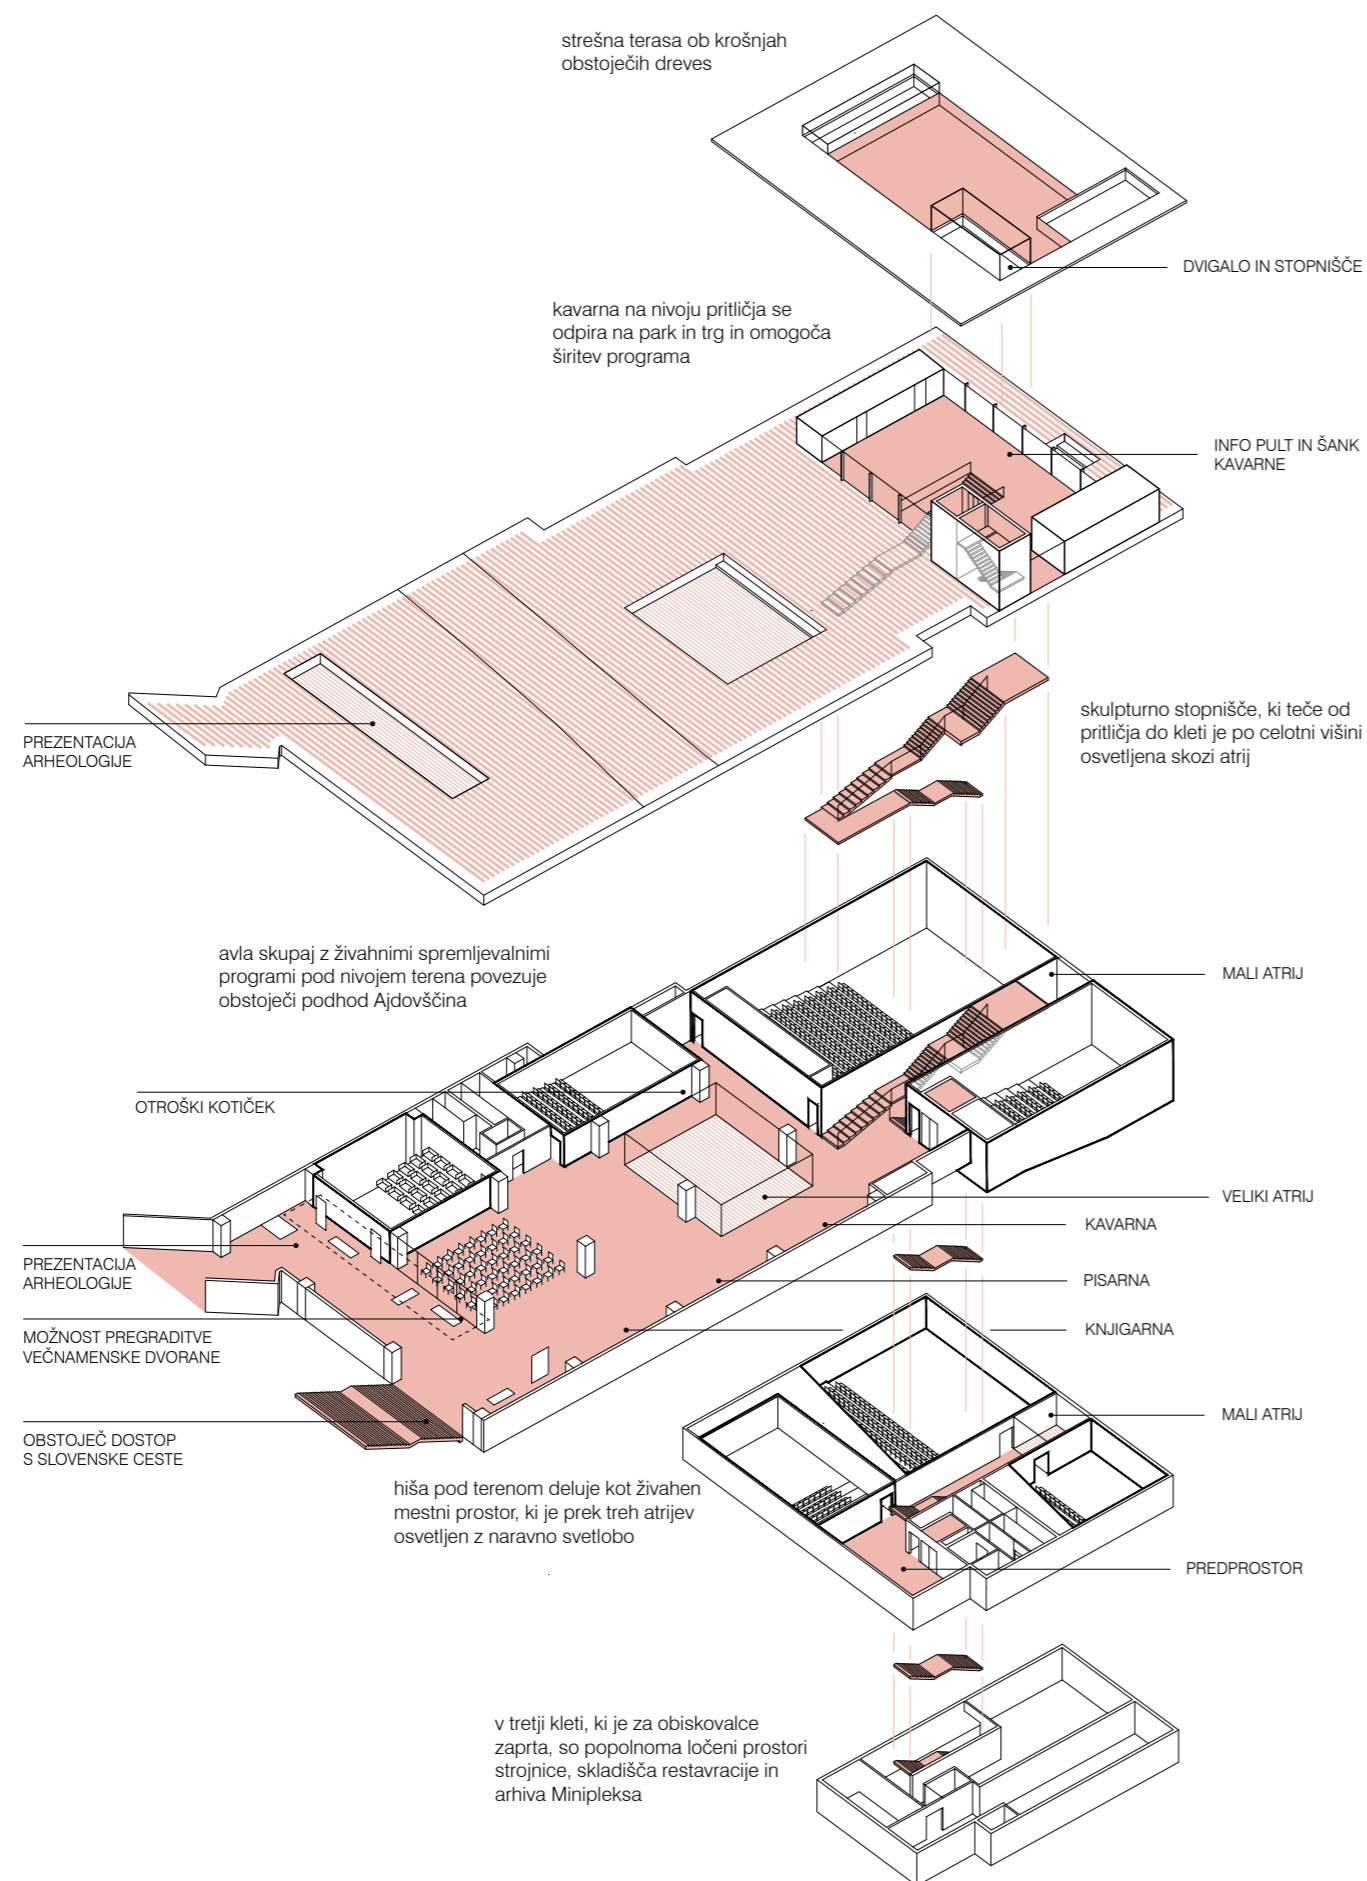 strešna terasa ob krošnjah
obstoječih dreves
DVIGALO IN STOPNIŠČE
kavarna na nivoju pritličja se
odpira na park in trg in omogoča
širitev programa
INFO PULT IN ŠANK
KAVARNE
PREZENTACIJA
ARHEOLOGIJE
skulpturno stopnišče, ki teče od
pritličja do kleti je po celotni višini
osvetljena skozi atrij
avla skupaj z živahnimi spremljevalnimi
programi pod nivojem terena povezuje
obstoječi podhod Ajdovščina
MALI ATRIJ
OTROŠKI KOTIČEK
VELIKI ATRIJ
KAVARNA
PREZENTACIJA
ARHEOLOGIJE
PISARNA
MOŽNOST PREGRADITVE
VEČNAMENSKE DVORANE
KNJIGARNA
MALI ATRIJ
OBSTOJEČ DOSTOP
S SLOVENSKE CESTE
hiša pod terenom deluje kot živahen
mestni prostor, ki je prek treh atrijev
osvetljen z naravno svetlobo
PREDPROSTOR
v tretji kleti, ki je za obiskovalce
zaprta, so popolnoma ločeni prostori
strojnice, skladišča restavracije in
arhiva Minipleksa